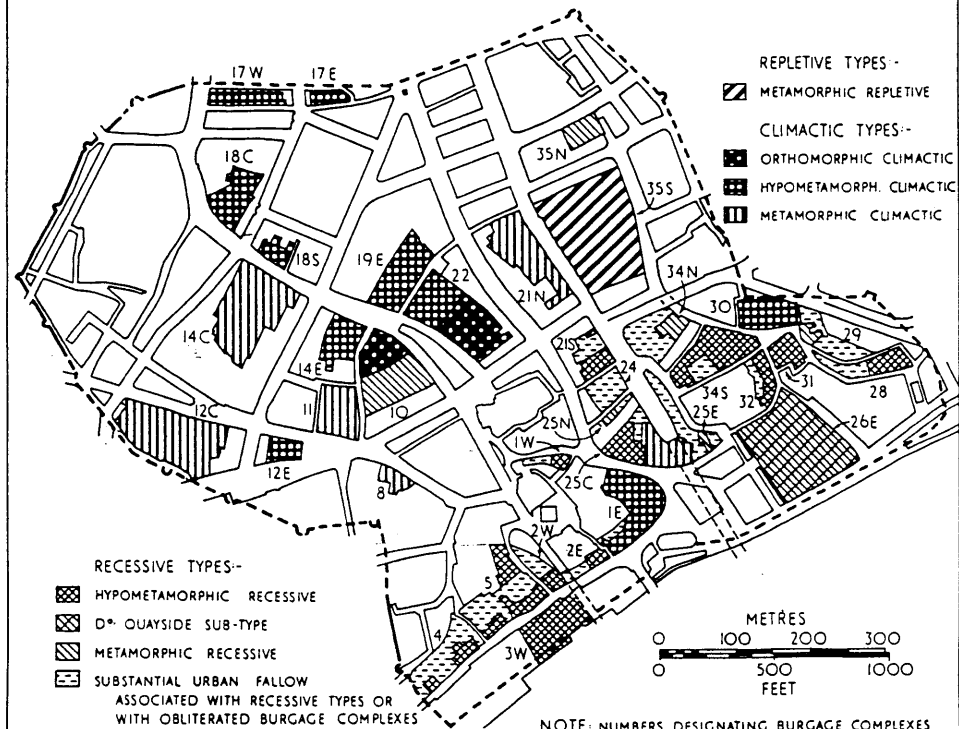 17W 17E
REPLETIVE TYPES:-
METAMORPHIC REPLETIVE
CLIMACTIC TYPES:-
ORTHOMORPHIC CLIMACTIC
HYPOMETAMORPH. CLIMACTIC
METAMORPHIC CLIMACTIC
18C
35N
35S
18S
19E
22
21N
34N
30
14C
21S
29
24
14E
34S
31
28
11
10
32
12C
25N
25E
26E
1W
12E
8
25C
1E
2W
2E
5
4
3W
RECESSIVE TYPES:-
HYPOMETAMORPHIC RECESSIVE
Dº. QUAYSIDE SUB-TYPE
METAMORPHIC RECESSIVE
SUBSTANTIAL URBAN FALLOW
ASSOCIATED WITH RECESSIVE TYPES OR
WITH OBLITERATED BURGAGE COMPLEXES
METRES
0 100 200 300
0 500 1000
FEET
NOTE: NUMBERS DESIGNATING BURGAGE COMPLEXES